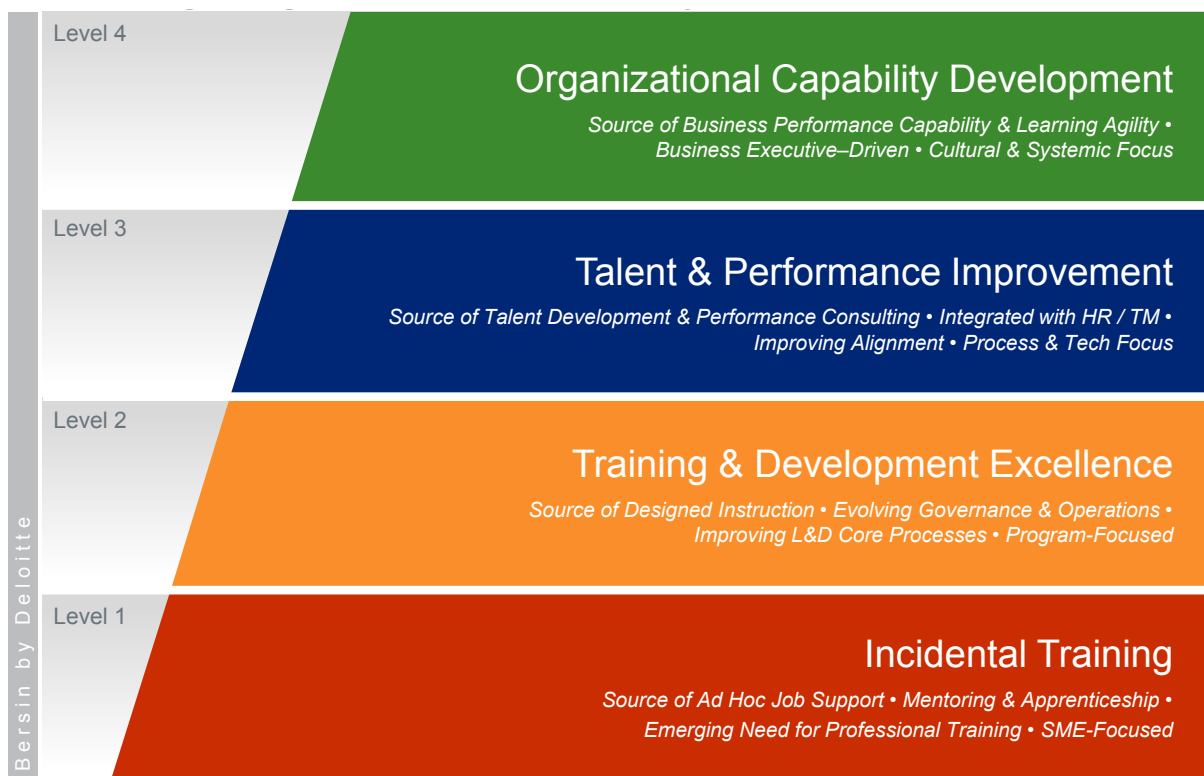 Level 4
Organizational Capability Development
Source of Business Performance Capability & Learning Agility •
Business Executive–Driven • Cultural & Systemic Focus
Level 3
Talent & Performance Improvement
Source of Talent Development & Performance Consulting • Integrated with HR / TM •
Improving Alignment • Process & Tech Focus
Level 2
Training & Development Excellence
Source of Designed Instruction • Evolving Governance & Operations •
Improving L&D Core Processes • Program-Focused
Level 1
Incidental Training
Source of Ad Hoc Job Support • Mentoring & Apprenticeship •
Emerging Need for Professional Training • SME-Focused
Bersin by Deloitte